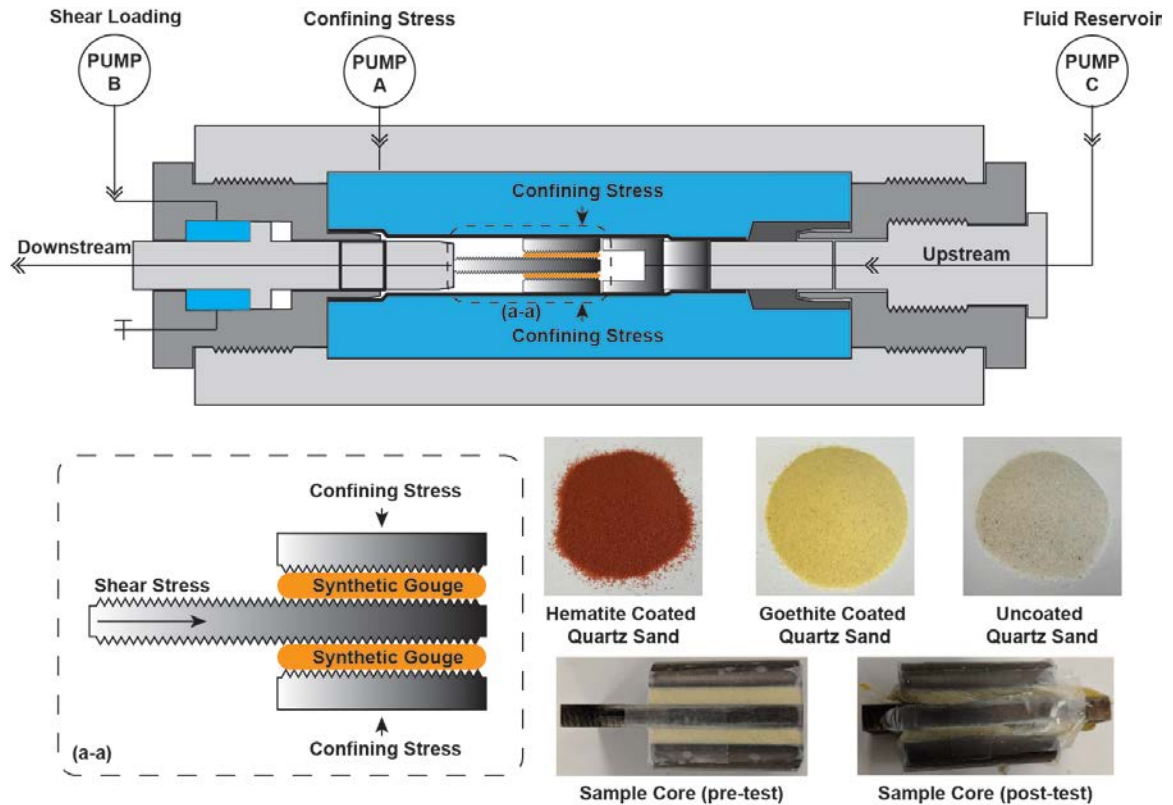 Shear Loading
Confining Stress
Fluid Reservoir
PUMP
B
PUMP
A
PUMP
C
Confining Stress
Downstream
Upstream
(a-a)
Confining Stress
Confining Stress
Shear Stress
Synthetic Gouge
Synthetic Gouge
Confining Stress
(a-a)
Hematite Coated
Quartz Sand
Goethite Coated
Quartz Sand
Uncoated
Quartz Sand
Sample Core (pre-test)
Sample Core (post-test)